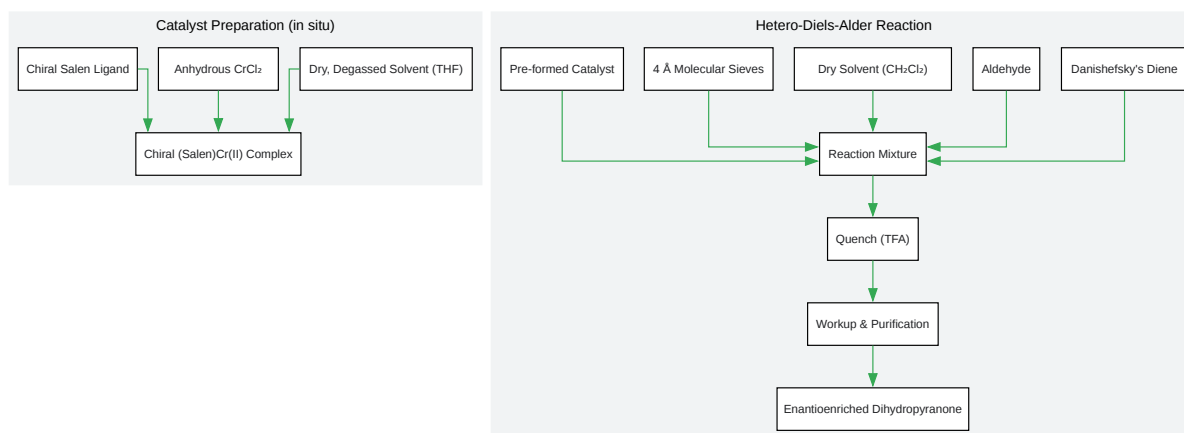 Catalyst Preparation (in situ)
Chiral Salen Ligand
Anhydrous CrCl₂
Dry, Degassed Solvent (THF)
Chiral (Salen)Cr(II) Complex
Hetero-Diels-Alder Reaction
Pre-formed Catalyst
4 Å Molecular Sieves
Dry Solvent (CH₂Cl₂)
Aldehyde
Danishefsky's Diene
Reaction Mixture
Quench (TFA)
Workup & Purification
Enantioenriched Dihydropyranone